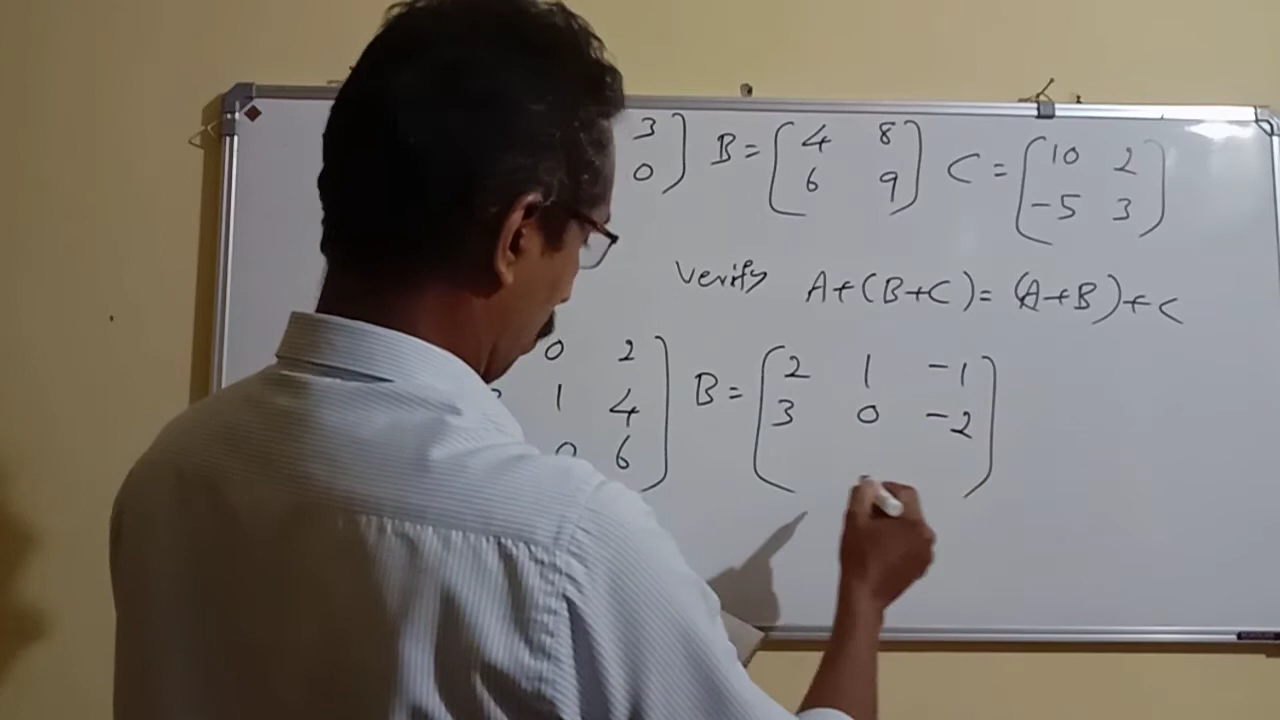 3 ) B = ( 4 8 ) C = ( 10 2 )
0 ) ( 6 9 ) ( -5 3 )
Verify A+(B+C) = (A+B)+C
0 2 ) B = ( 2 1 -1 )
1 4 ) ( 3 0 -2 )
0 6 )